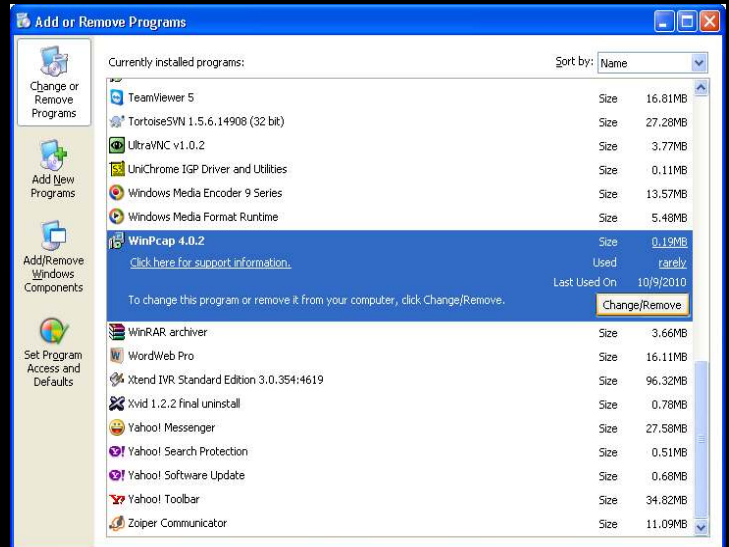 Add or Remove Programs
Change or
Remove
Programs
Add New
Programs
Add/Remove
Windows
Components
Set Program
Access and
Defaults
Currently installed programs:
Sort by: Name
TeamViewer 5 Size 16.81MB
TortoiseSVN 1.5.6.14908 (32 bit) Size 27.28MB
UltraVNC v1.0.2 Size 3.77MB
UniChrome IGP Driver and Utilities Size 0.11MB
Windows Media Encoder 9 Series Size 13.57MB
Windows Media Format Runtime Size 5.48MB
WinPcap 4.0.2 Size 0.19MB
Click here for support information. Used rarely
Last Used On 10/9/2010
To change this program or remove it from your computer, click Change/Remove. Change/Remove
WinRAR archiver Size 3.66MB
WordWeb Pro Size 16.11MB
Xtend IVR Standard Edition 3.0.354:4619 Size 96.32MB
Xvid 1.2.2 final uninstall Size 0.78MB
Yahoo! Messenger Size 27.58MB
Yahoo! Search Protection Size 0.51MB
Yahoo! Software Update Size 0.68MB
Yahoo! Toolbar Size 34.82MB
Zoiper Communicator Size 11.09MB